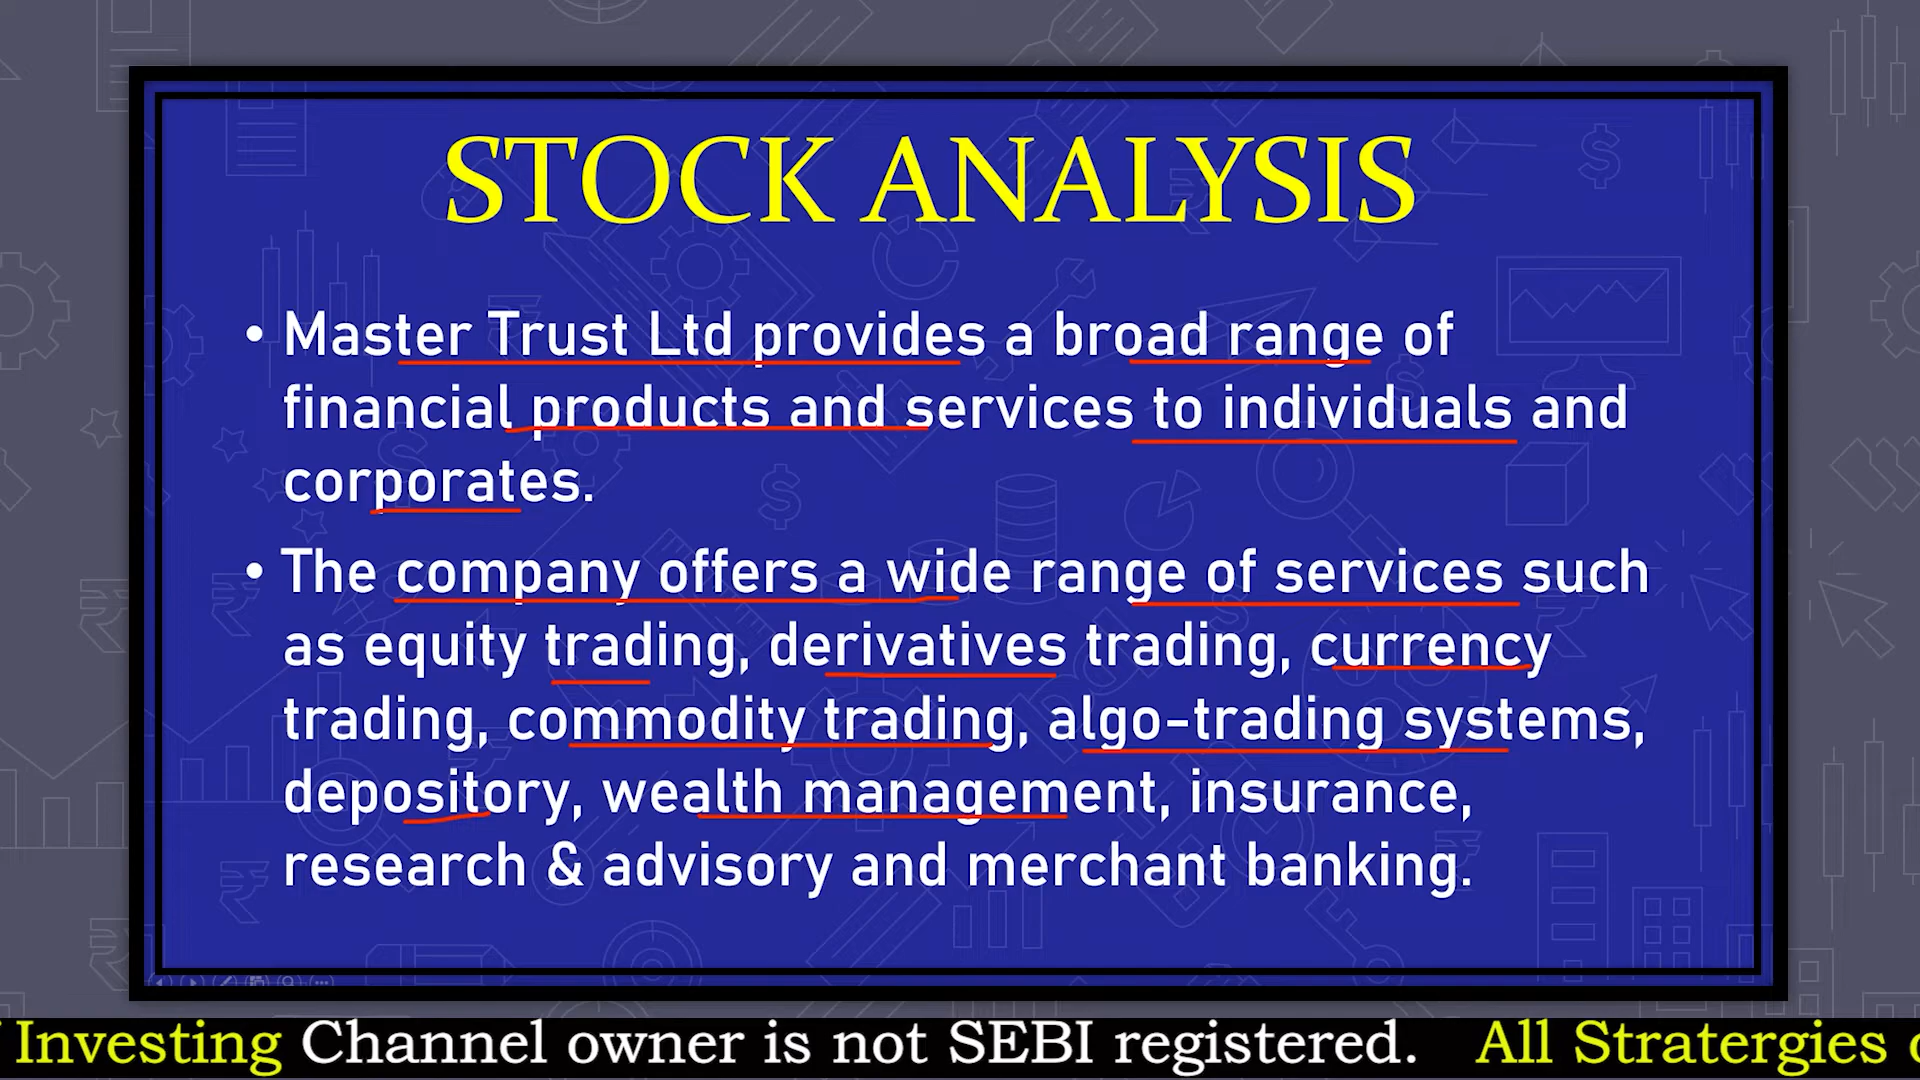 STOCK ANALYSIS
• Master Trust Ltd provides a broad range of
financial products and services to individuals and
corporates.
• The company offers a wide range of services such
as equity trading, derivatives trading, currency
trading, commodity trading, algo-trading systems,
depository, wealth management, insurance,
research & advisory and merchant banking.
Investing Channel owner is not SEBI registered. All Stratergies